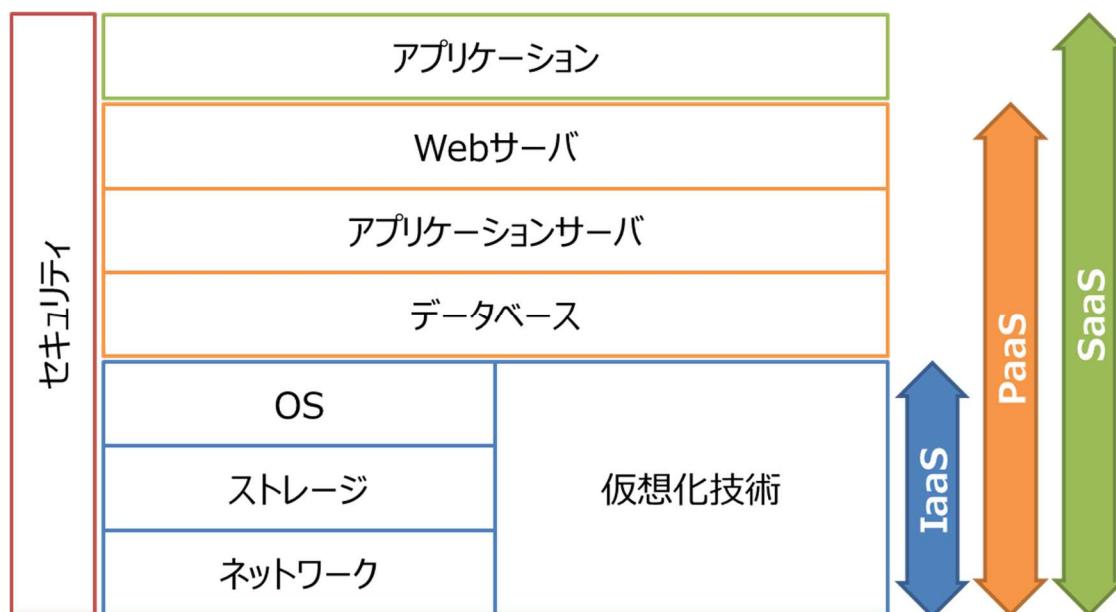 セキュリティ
アプリケーション
Webサーバ
アプリケーションサーバ
データベース
OS
ストレージ
ネットワーク
仮想化技術
IaaS
PaaS
SaaS